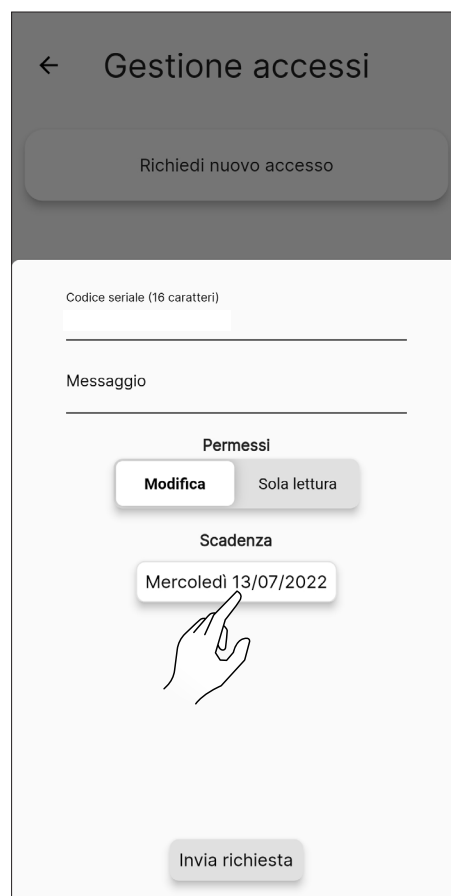 Gestione accessi
Richiedi nuovo accesso
Codice seriale (16 caratteri)
Messaggio
Permessi
Modifica Sola lettura
Scadenza
Mercoledì 13/07/2022
Invia richiesta